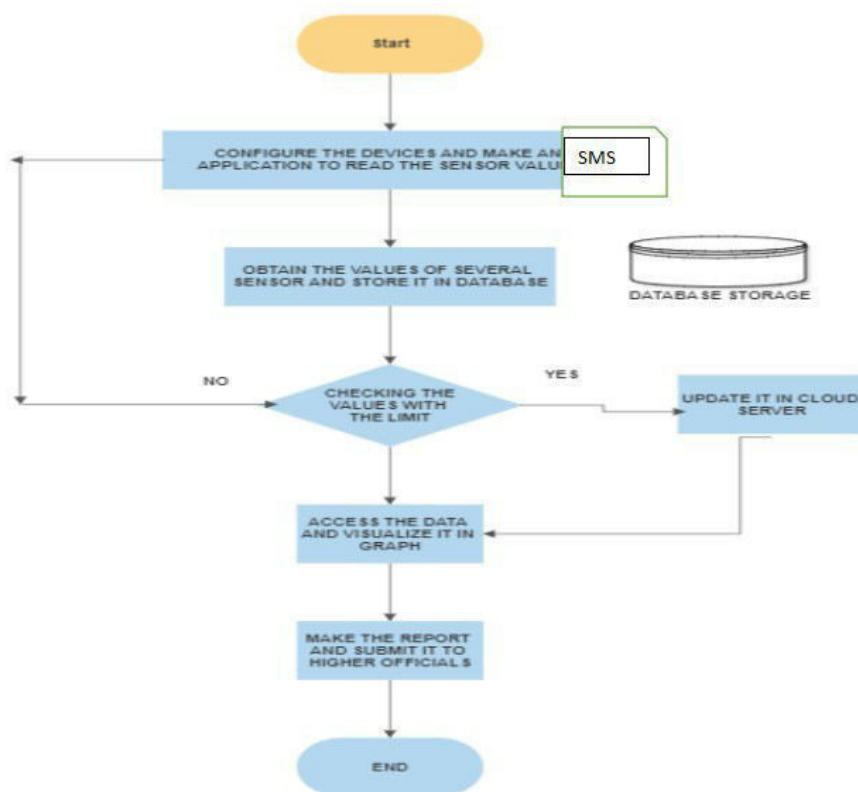 Start
CONFIGURE THE DEVICES AND MAKE AN
APPLICATION TO READ THE SENSOR VALU
SMS
OBTAIN THE VALUES OF SEVERAL
SENSOR AND STORE IT IN DATABASE
DATABASE STORAGE
NO
CHECKING THE
VALUES WITH
THE LIMIT
YES
UPDATE IT IN CLOUD
SERVER
ACCESS THE DATA
AND VISUALIZE IT IN
GRAPH
MAKE THE REPORT
AND SUBMIT IT TO
HIGHER OFFICIALS
END